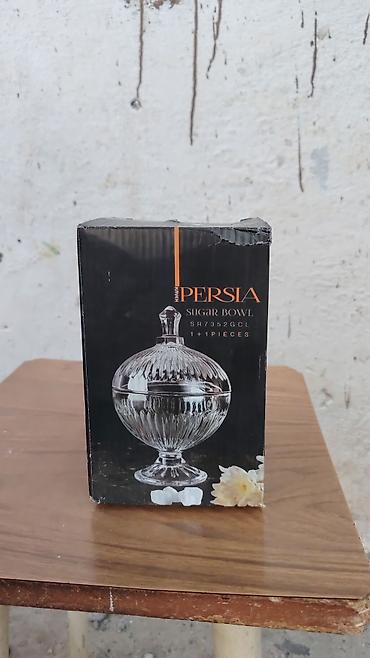 PERSIA
SUGAR BOWL
SR7352GCL
1+1PIECES